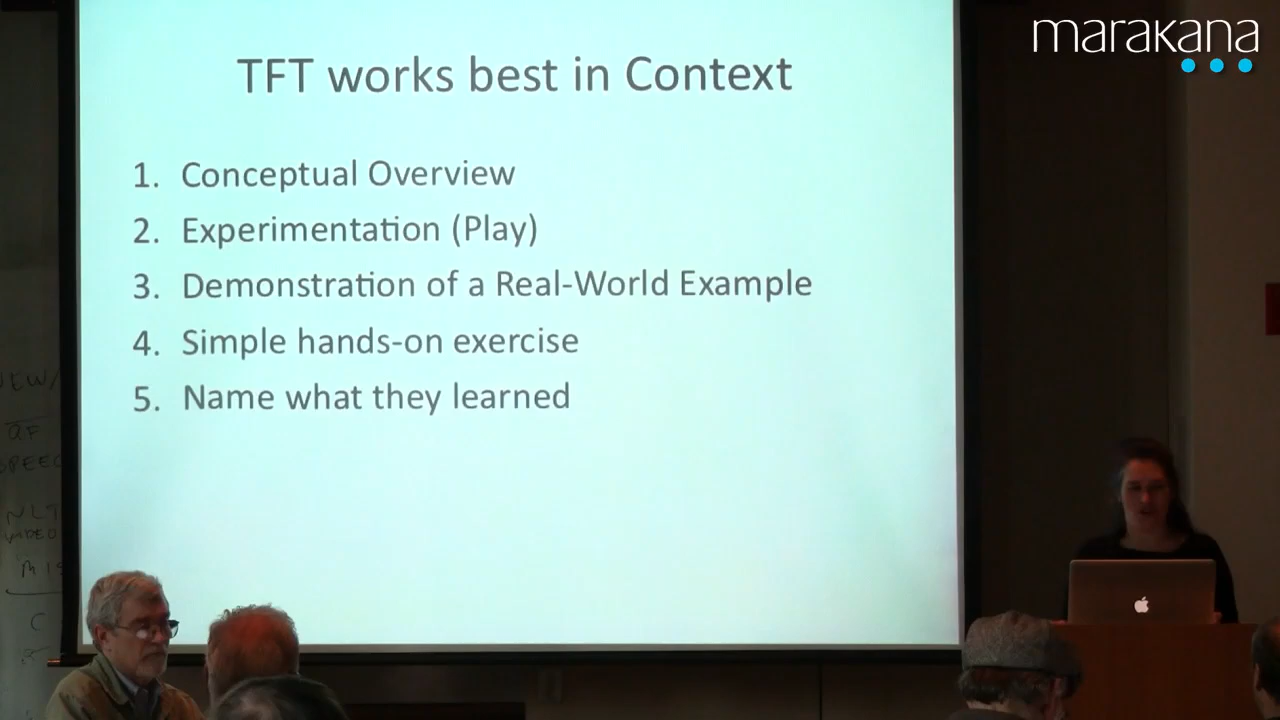 marakana
TFT works best in Context
1. Conceptual Overview
2. Experimentation (Play)
3. Demonstration of a Real-World Example
4. Simple hands-on exercise
5. Name what they learned